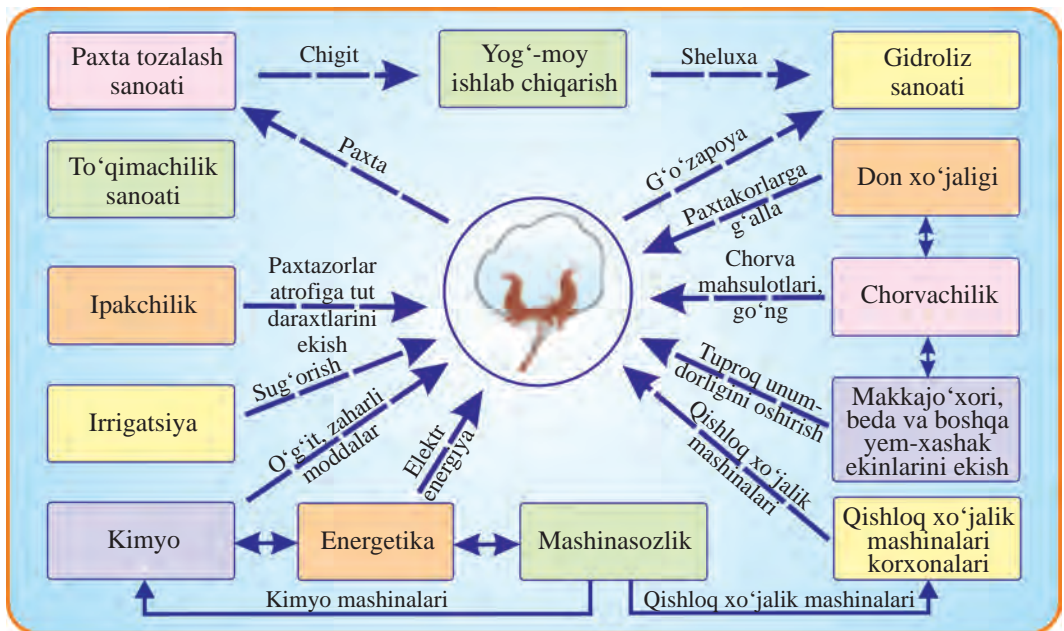 Paxta tozalash
sanoati
Chigit
Yog‘-moy
ishlab chiqarish
Sheluxa
Gidroliz
sanoati
To‘qimachilik
sanoati
Paxta
G‘o‘zapoya
Paxtakorlarga
g‘alla
Don xo‘jaligi
Ipakchilik
Paxtazorlar
atrofiga tut
daraxtlarini
ekish
Chorva
mahsulotlari,
go‘ng
Chorvachilik
Irrigatsiya
Sug‘orish
O‘g‘it, zaharli
moddalar
Elektr
energiya
Tuproq unum-
dorligini oshirish
Qishloq xo‘jalik
mashinalari
Makkajo‘xori,
beda va boshqa
yem-xashak
ekinlarini ekish
Kimyo
Energetika
Mashinasozlik
Qishloq xo‘jalik
mashinalari
korxonalari
Kimyo mashinalari
Qishloq xo‘jalik mashinalari